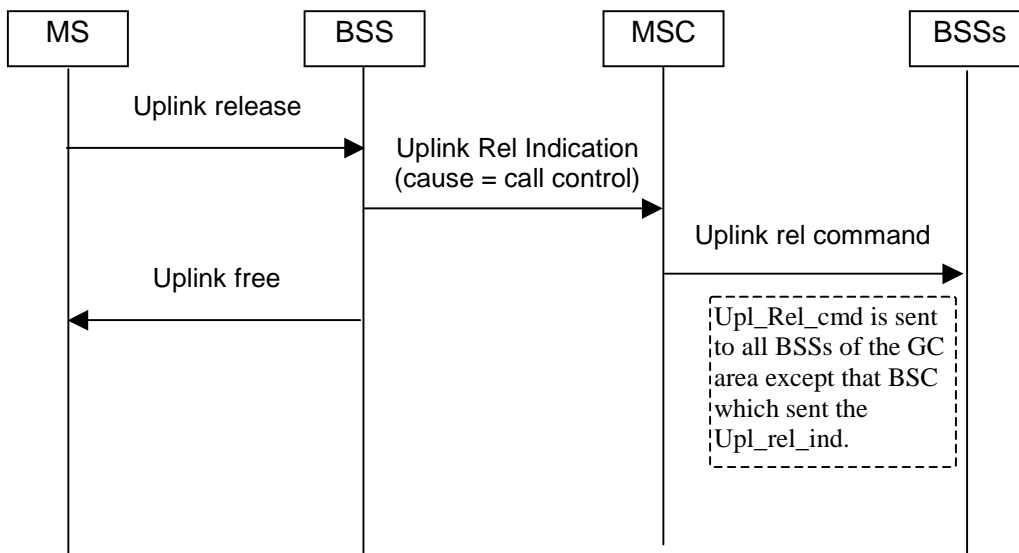 MS
BSS
MSC
BSSs
Uplink release
Uplink Rel Indication
(cause = call control)
Uplink rel command
Uplink free
Upl_Rel_cmd is sent
to all BSSs of the GC
area except that BSC
which sent the
Upl_rel_ind.